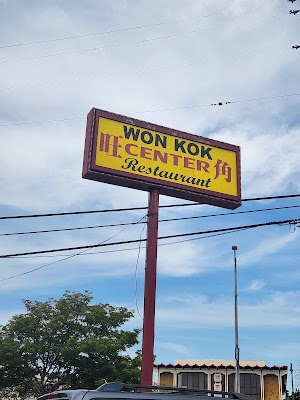 WON KOK
旺 CENTER 角
Restaurant